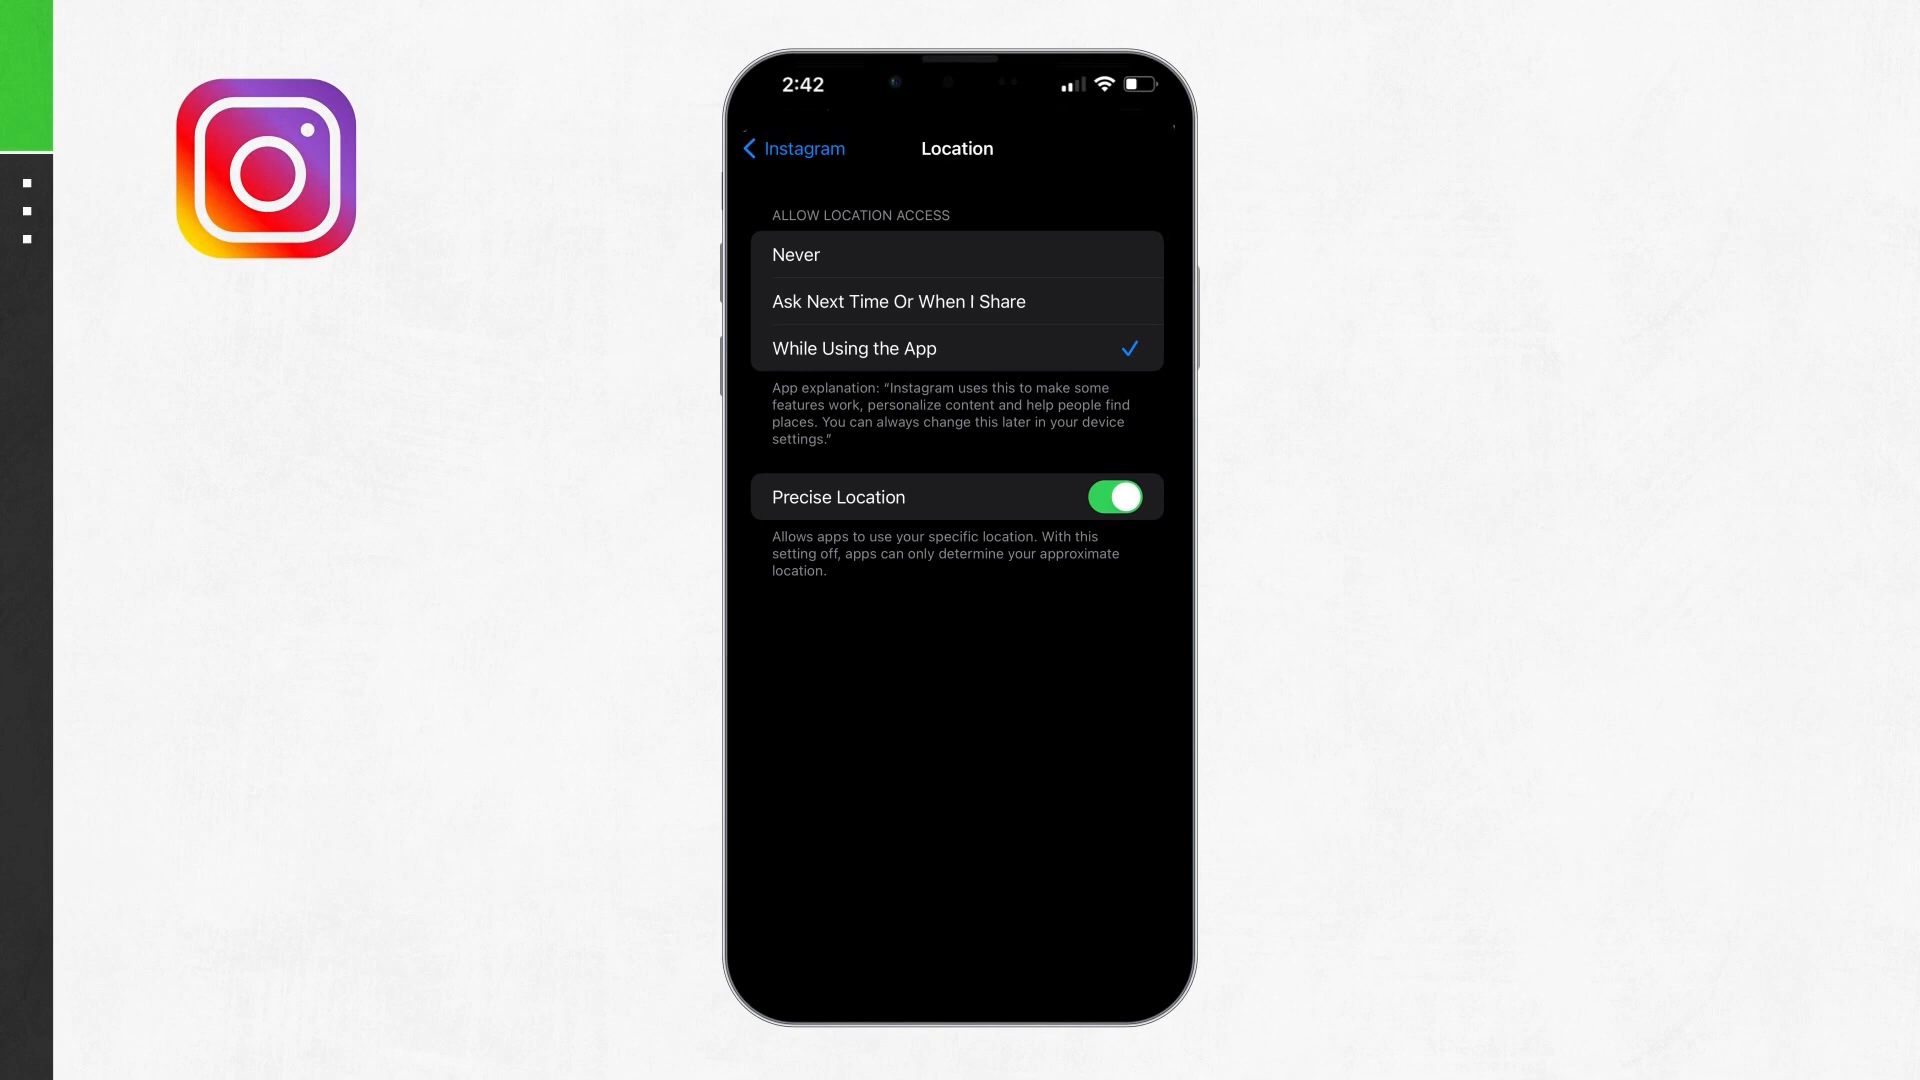 2:42
Instagram
Location
ALLOW LOCATION ACCESS
Never
Ask Next Time Or When I Share
While Using the App
App explanation: “Instagram uses this to make some
features work, personalize content and help people find
places. You can always change this later in your device
settings.”
Precise Location
Allows apps to use your specific location. With this
setting off, apps can only determine your approximate
location.